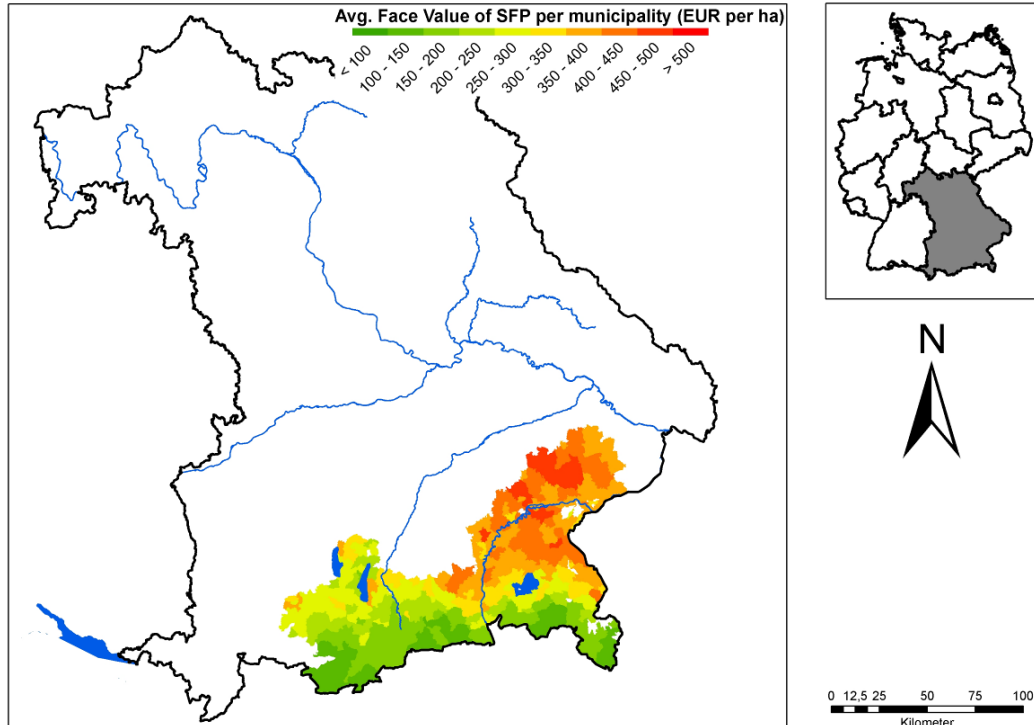 Avg. Face Value of SFP per municipality (EUR per ha)
< 100
100 - 150
150 - 200
200 - 250
250 - 300
300 - 350
350 - 400
400 - 450
450 - 500
> 500
N
0 12,5 25 50 75 100
Kilometer